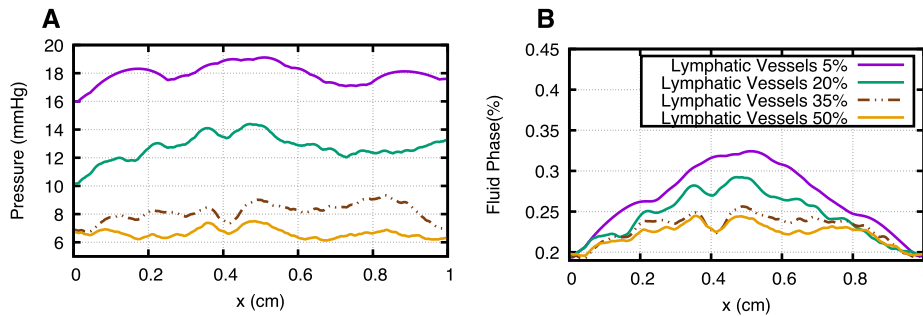 A
B
20
18
16
14
12
10
8
6
Pressure (mmHg)
0
0.2
0.4
0.6
0.8
1
x (cm)
0.45
0.4
0.35
0.3
0.25
0.2
Fluid Phase(%)
Lymphatic Vessels 5%
Lymphatic Vessels 20%
Lymphatic Vessels 35%
Lymphatic Vessels 50%
0
0.2
0.4
0.6
0.8
x (cm)